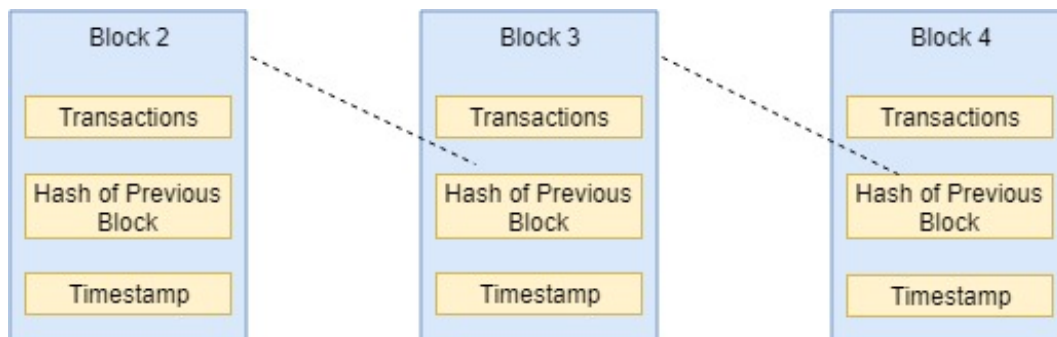 Block 2
Transactions
Hash of Previous
Block
Timestamp
Block 3
Transactions
Hash of Previous
Block
Timestamp
Block 4
Transactions
Hash of Previous
Block
Timestamp